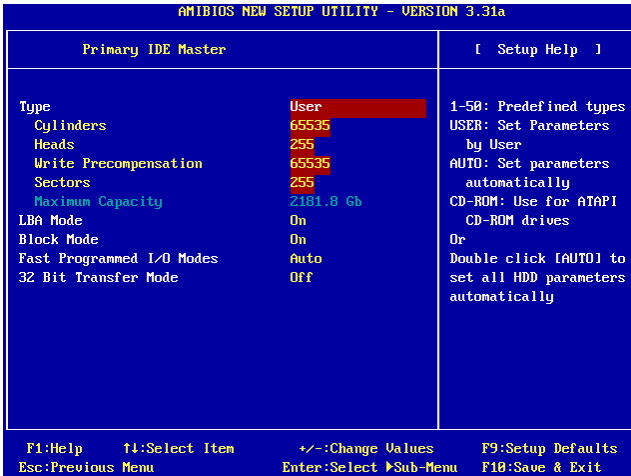 AMIBIOS NEW SETUP UTILITY - VERSION 3.31a
Primary IDE Master
[ Setup Help ]
Type User
Cylinders 65535
Heads 255
Write Precompensation 65535
Sectors 255
Maximum Capacity 2181.8 Gb
LBA Mode On
Block Mode On
Fast Programmed I/O Modes Auto
32 Bit Transfer Mode Off
1-50: Predefined types
USER: Set Parameters
by User
AUTO: Set parameters
automatically
CD-ROM: Use for ATAPI
CD-ROM drives
Or
Double click [AUTO] to
set all HDD parameters
automatically
F1:Help ↑↓:Select Item +/-:Change Values F9:Setup Defaults
Esc:Previous Menu Enter:Select ▶Sub-Menu F10:Save & Exit